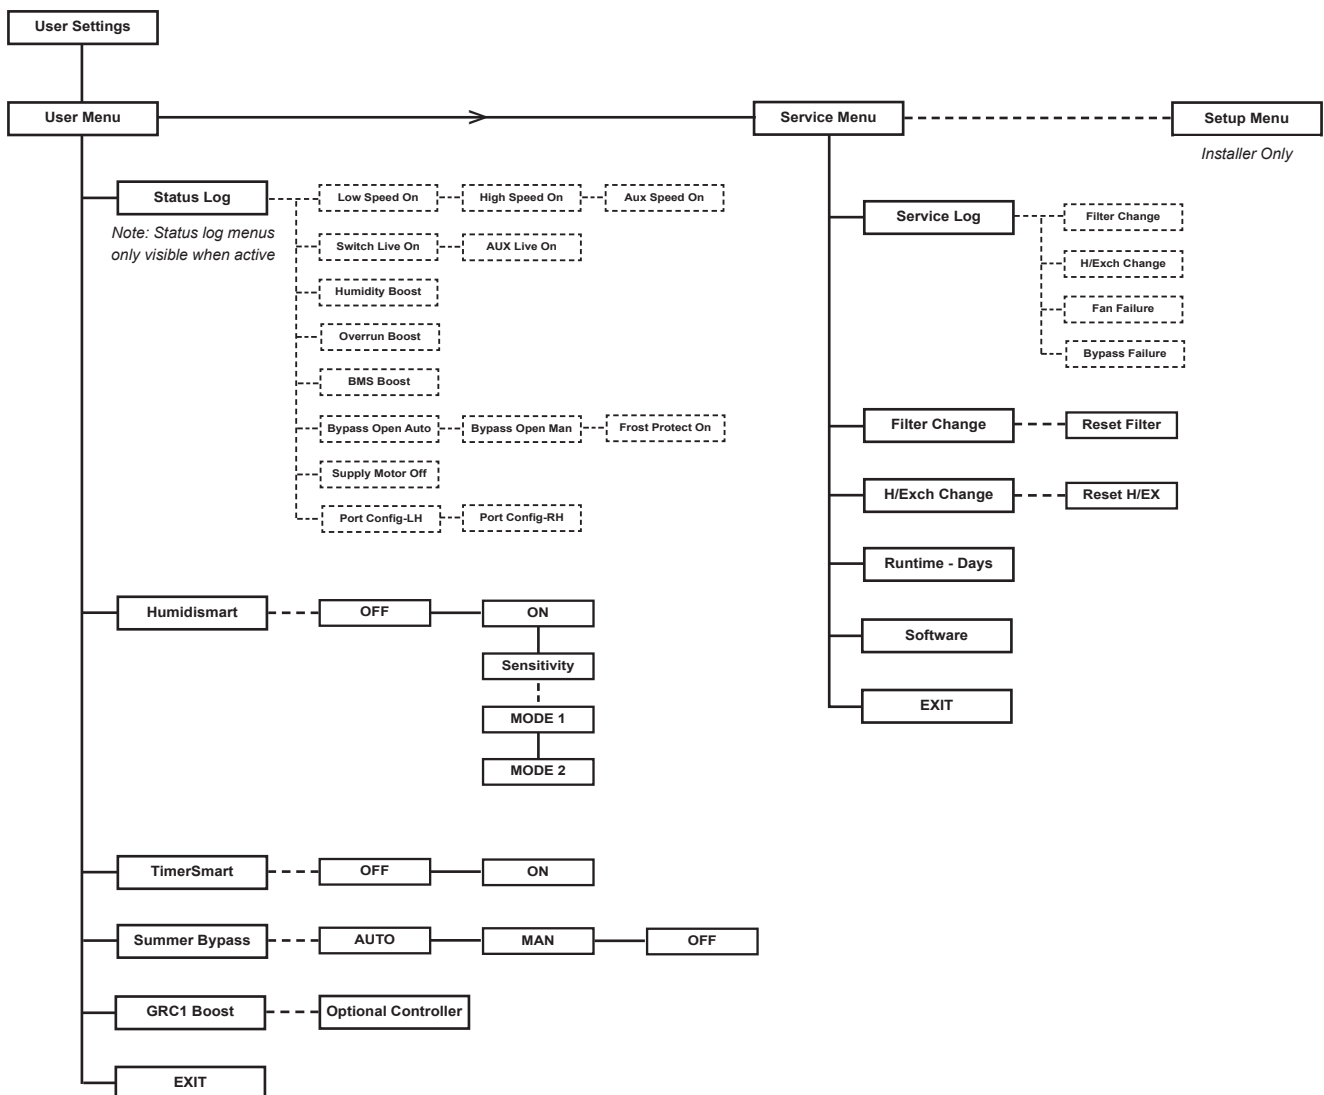 User Settings
User Menu
Service Menu
Setup Menu
Installer Only
Status Log
Note: Status log menus
only visible when active
Low Speed On
High Speed On
Aux Speed On
Switch Live On
AUX Live On
Humidity Boost
Overrun Boost
BMS Boost
Bypass Open Auto
Bypass Open Man
Frost Protect On
Supply Motor Off
Port Config-LH
Port Config-RH
Humidismart
OFF
ON
Sensitivity
MODE 1
MODE 2
TimerSmart
OFF
ON
Summer Bypass
AUTO
MAN
OFF
GRC1 Boost
Optional Controller
EXIT
Service Log
Filter Change
H/Exch Change
Fan Failure
Bypass Failure
Filter Change
Reset Filter
H/Exch Change
Reset H/EX
Runtime - Days
Software
EXIT